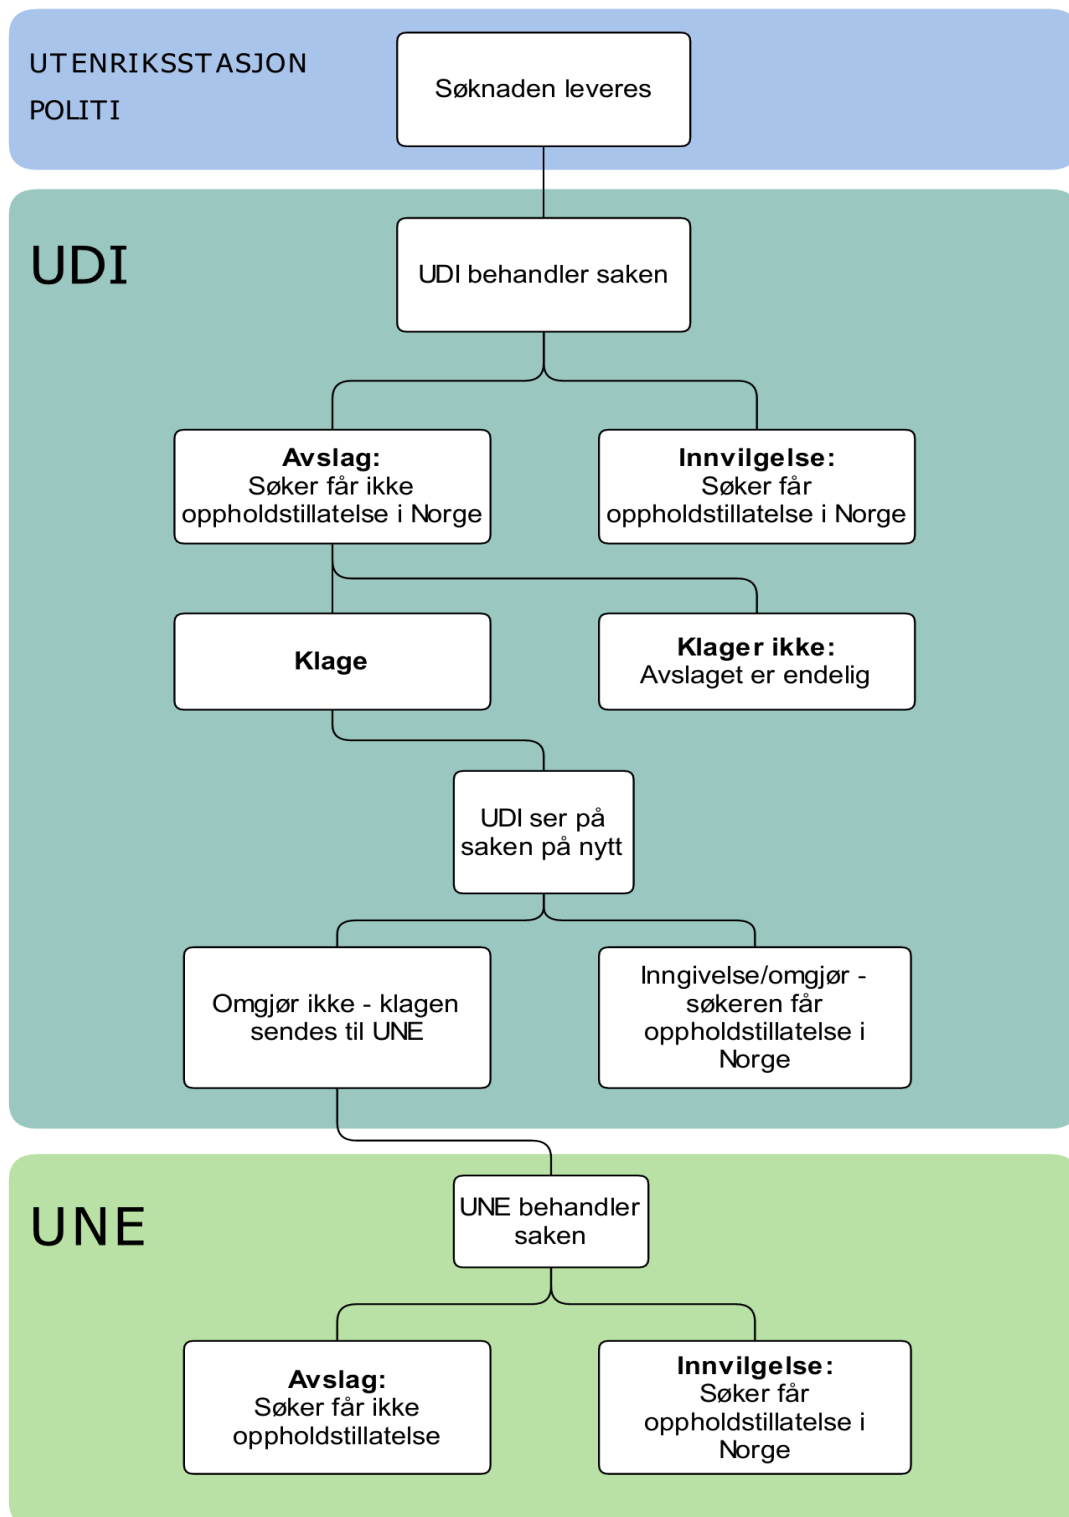 UTENRIKSSTASJON
POLITI
Søknaden leveres
UDI
UDI behandler saken
Avslag:
Søker får ikke
oppholdstillatelse i Norge
Innvilgelse:
Søker får
oppholdstillatelse i Norge
Klage
Klager ikke:
Avslaget er endelig
UDI ser på
saken på nytt
Omgjør ikke - klagen
sendes til UNE
Inngivelse/omgjør -
søkeren får
oppholdstillatelse i
Norge
UNE
UNE behandler
saken
Avslag:
Søker får ikke
oppholdstillatelse
Innvilgelse:
Søker får
oppholdstillatelse i
Norge